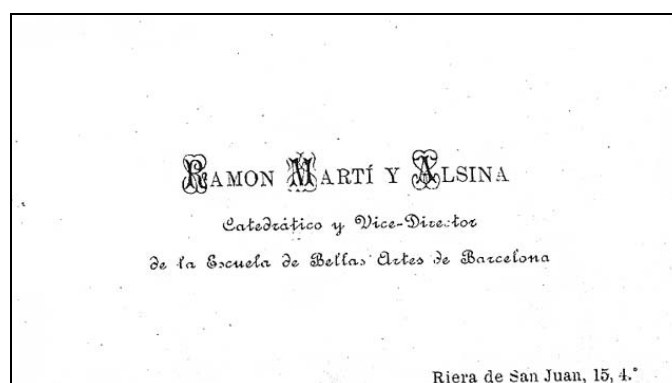 RAMON MARTÍ Y ALSINA
Catedrático y Vice-Director
de la Escuela de Bellas Artes de Barcelona
Riera de San Juan, 15, 4.°